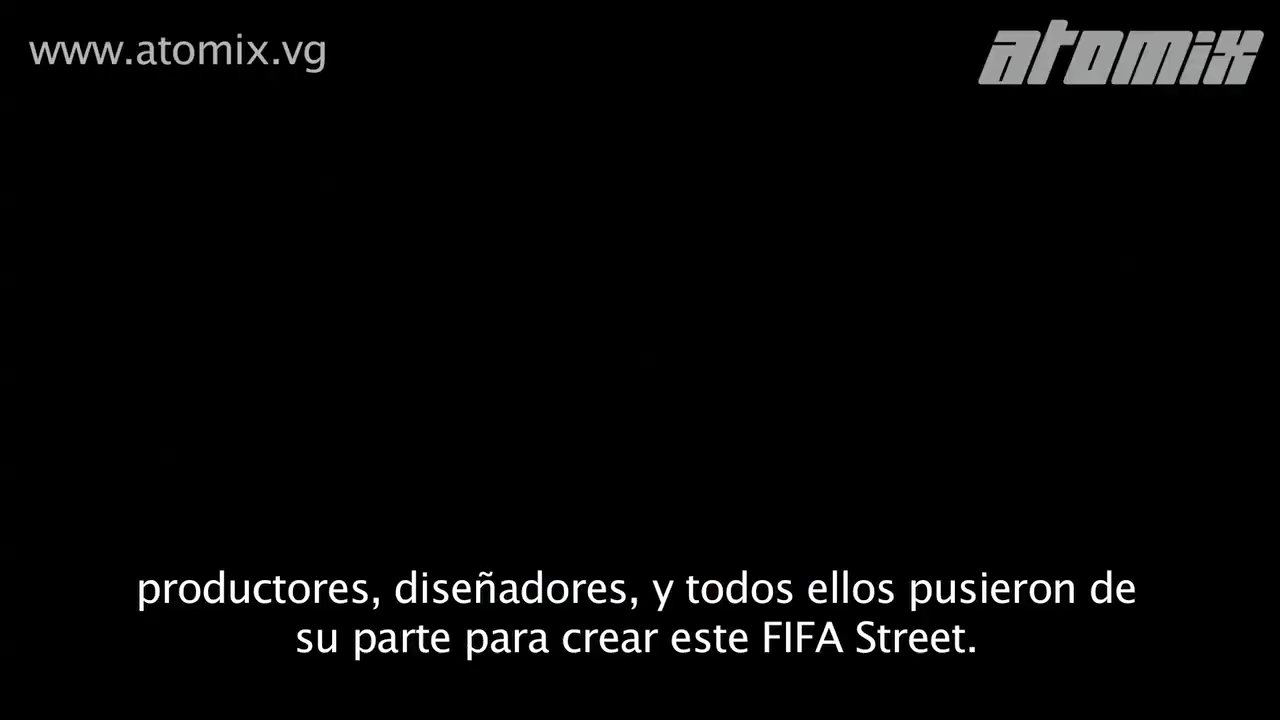 www.atomix.vg
atomix
productores, diseñadores, y todos ellos pusieron de
su parte para crear este FIFA Street.